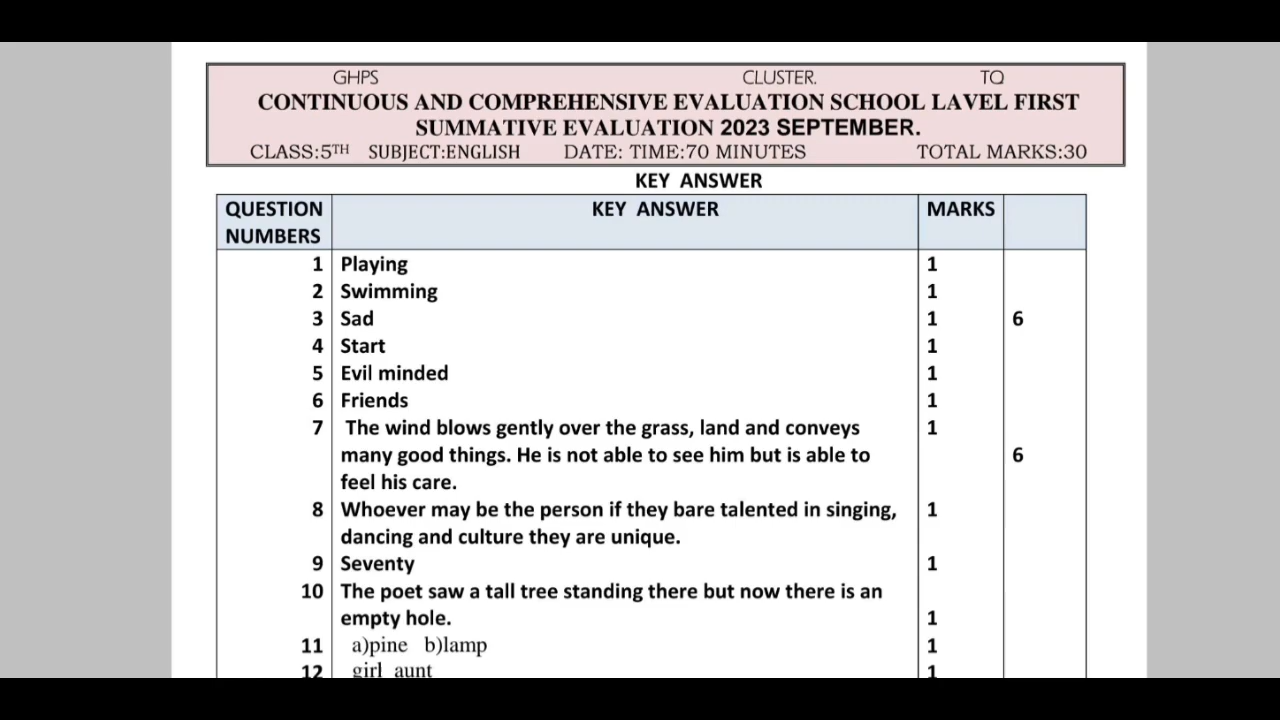 GHPS CLUSTER. TQ
CONTINUOUS AND COMPREHENSIVE EVALUATION SCHOOL LAVEL FIRST
SUMMATIVE EVALUATION 2023 SEPTEMBER.
CLASS:5TH SUBJECT:ENGLISH DATE: TIME:70 MINUTES TOTAL MARKS:30
KEY ANSWER
QUESTION NUMBERS KEY ANSWER MARKS
1 Playing 1
2 Swimming 1
3 Sad 1 6
4 Start 1
5 Evil minded 1
6 Friends 1
7 The wind blows gently over the grass, land and conveys 1
many good things. He is not able to see him but is able to 6
feel his care.
8 Whoever may be the person if they bare talented in singing, 1
dancing and culture they are unique.
9 Seventy 1
10 The poet saw a tall tree standing there but now there is an
empty hole. 1
11 a)pine b)lamp 1
12 girl aunt 1